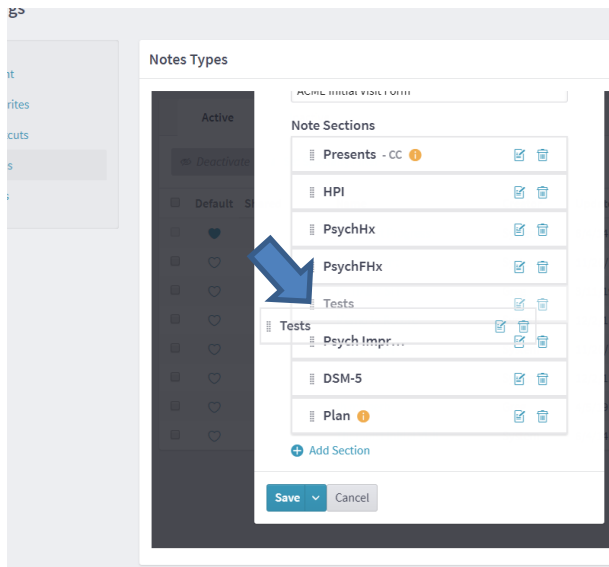 gs
Notes Types
nt
rites
cuts
s
s
Active
Deactivate
Default
ACME Initial Visit Form
Note Sections
Presents - CC
HPI
PsychHx
PsychFHx
Tests
Tests
Psych Impr…
DSM-5
Plan
Add Section
Save
Cancel